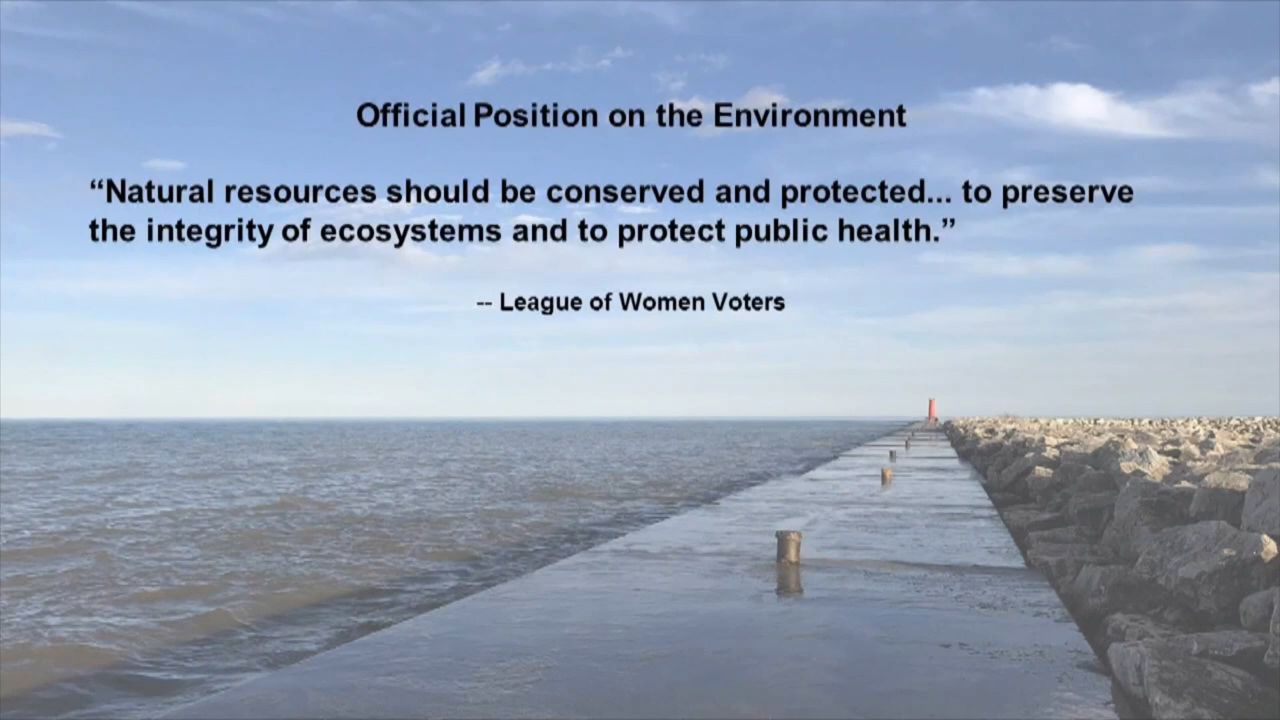 Official Position on the Environment
“Natural resources should be conserved and protected... to preserve
the integrity of ecosystems and to protect public health.”
-- League of Women Voters